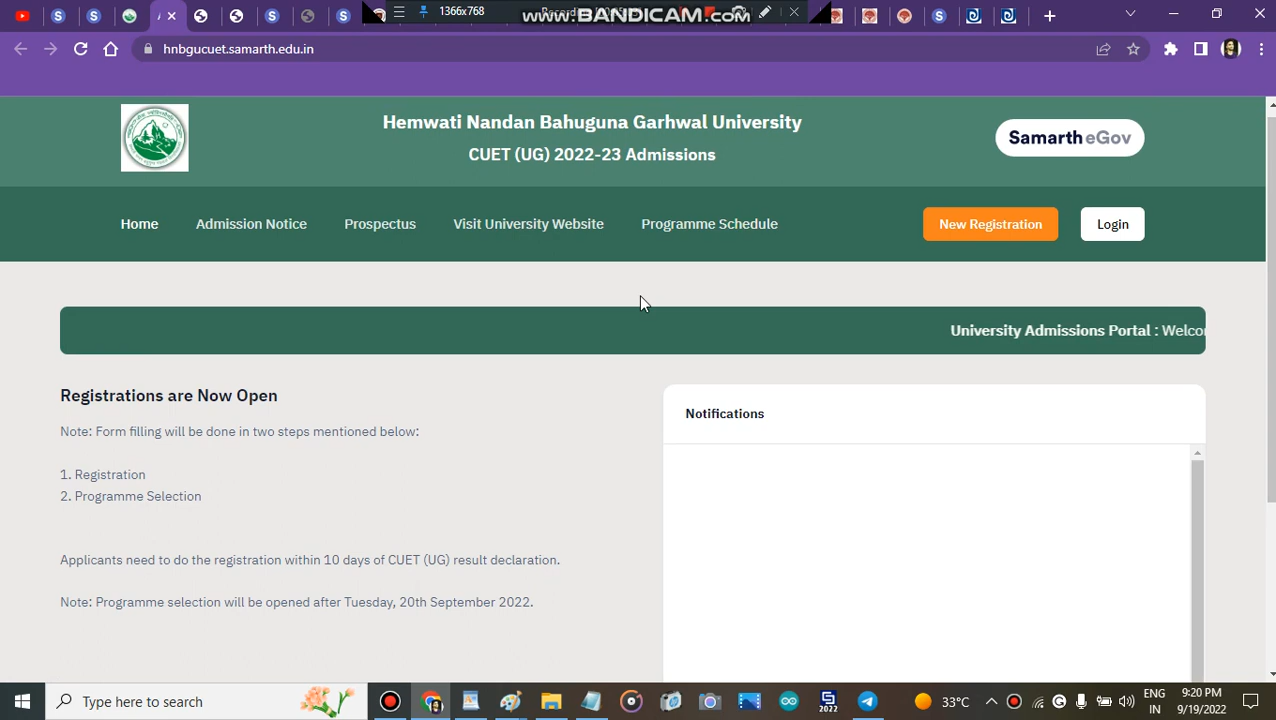 1366x768
www.BANDICAM.com
hnbgucuet.samarth.edu.in
Hemwati Nandan Bahuguna Garhwal University
CUET (UG) 2022-23 Admissions
Samarth eGov
Home
Admission Notice
Prospectus
Visit University Website
Programme Schedule
New Registration
Login
University Admissions Portal : Welco
Registrations are Now Open
Note: Form filling will be done in two steps mentioned below:
1. Registration
2. Programme Selection
Applicants need to do the registration within 10 days of CUET (UG) result declaration.
Note: Programme selection will be opened after Tuesday, 20th September 2022.
Notifications
Type here to search
33°C
ENG
IN
9:20 PM
9/19/2022